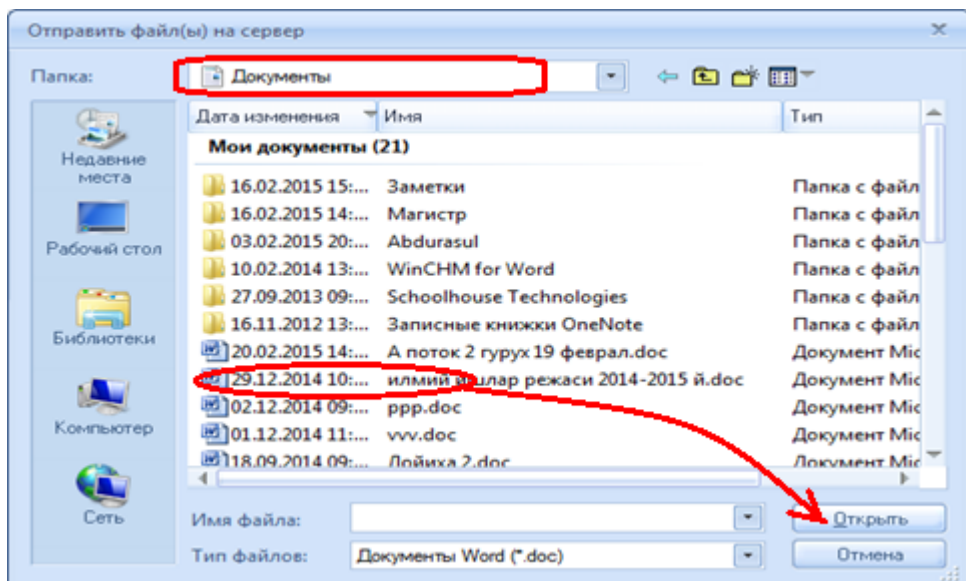 Отправить файл(ы) на сервер
Папка: Документы
Дата изменения Имя Тип
Мои документы (21)
16.02.2015 15:... Заметки Папка с файл
16.02.2015 14:... Магистр Папка с файл
03.02.2015 20:... Abdurasul Папка с файл
10.02.2014 13:... WinCHM for Word Папка с файл
27.09.2013 09:... Schoolhouse Technologies Папка с файл
16.11.2012 13:... Записные книжки OneNote Папка с файл
20.02.2015 14:... А поток 2 гурух 19 феврал.doc Документ Mic
29.12.2014 10:... илмий ишлар режаси 2014-2015 й.doc Документ Mic
02.12.2014 09:... ppp.doc Документ Mic
01.12.2014 11:... vvv.doc Документ Mic
18.09.2014 09:... Лойиха 2.doc Документ Mic
Недавние
места
Рабочий стол
Библиотеки
Компьютер
Сеть
Имя файла: Открыть
Тип файлов: Документы Word (*.doc) Отмена